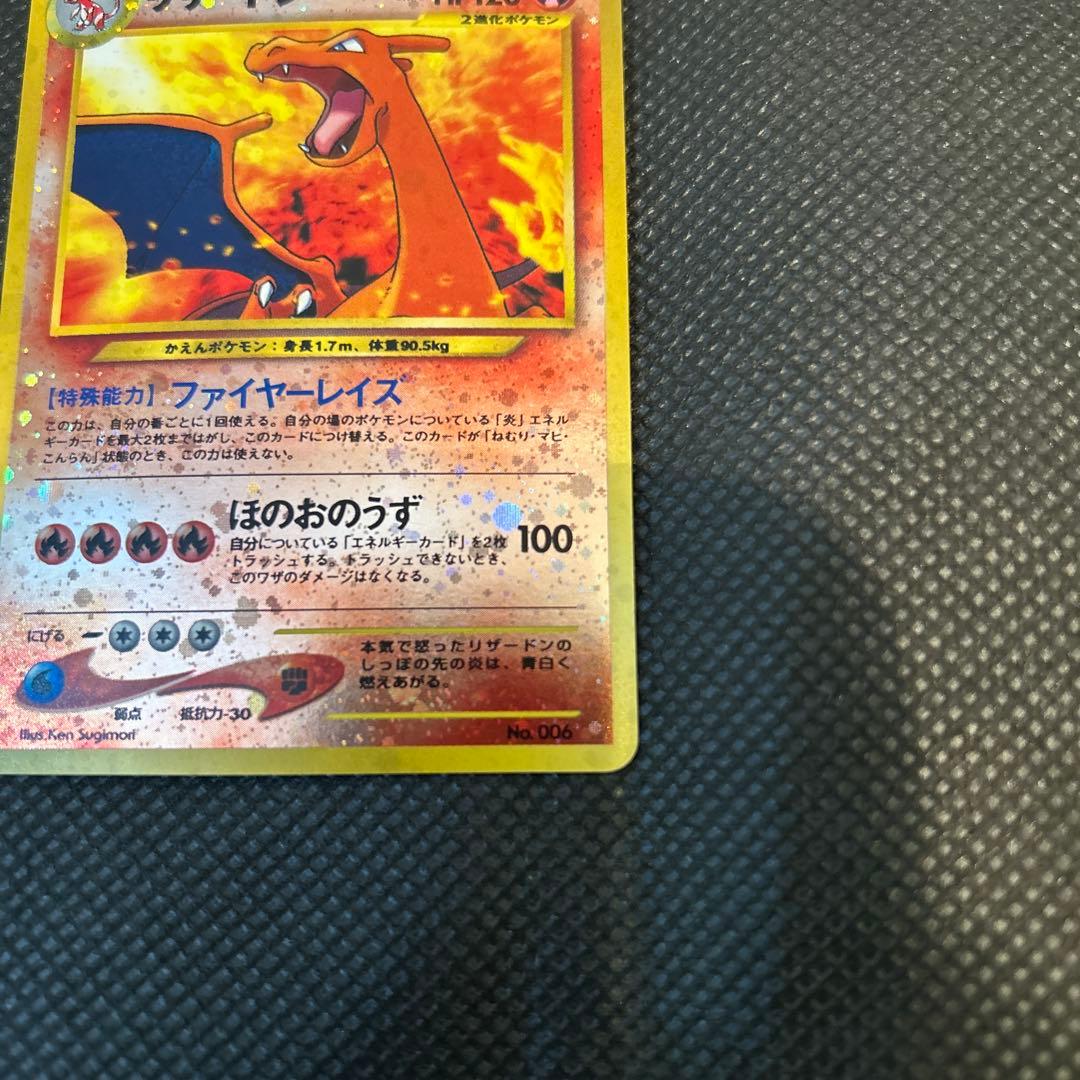 2進化ポケモン
かえんポケモン：身長1.7m、体重90.5kg
【特殊能力】ファイヤーレイズ
この力は、自分の番ごとに1回使える。自分の場のポケモンについている「炎」エネル
ギーカードを最大2枚まではがし、このカードにつけ替える。このカードが「ねむり・マヒ・
こんらん」状態のとき、この力は使えない。
ほのおのうず
100
自分についている「エネルギーカード」を2枚
トラッシュする。トラッシュできないとき、
このワザのダメージはなくなる。
にげる
弱点
抵抗力-30
本気で怒ったリザードンの
しっぽの先の炎は、青白く
燃えあがる。
Illus. Ken Sugimori
No. 006